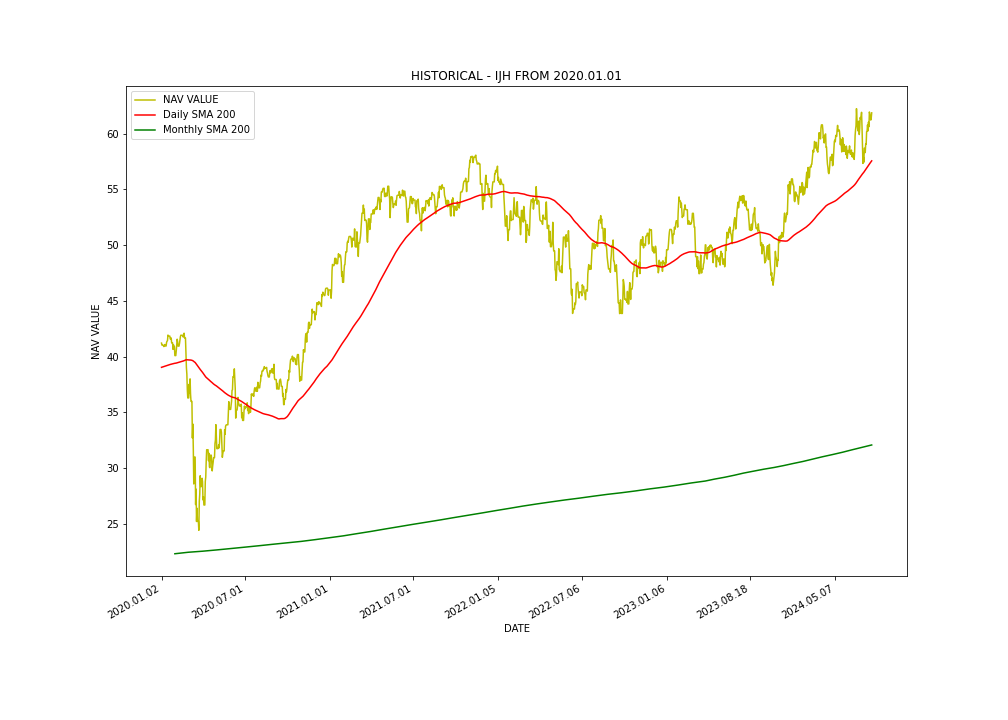 HISTORICAL - IJH FROM 2020.01.01
NAV VALUE
Daily SMA 200
Monthly SMA 200
NAV VALUE
60
55
50
45
40
35
30
25
2020.01.02
2020.07.01
2021.01.01
2021.07.01
2022.01.05
2022.07.06
2023.01.06
2023.08.18
2024.05.07
DATE